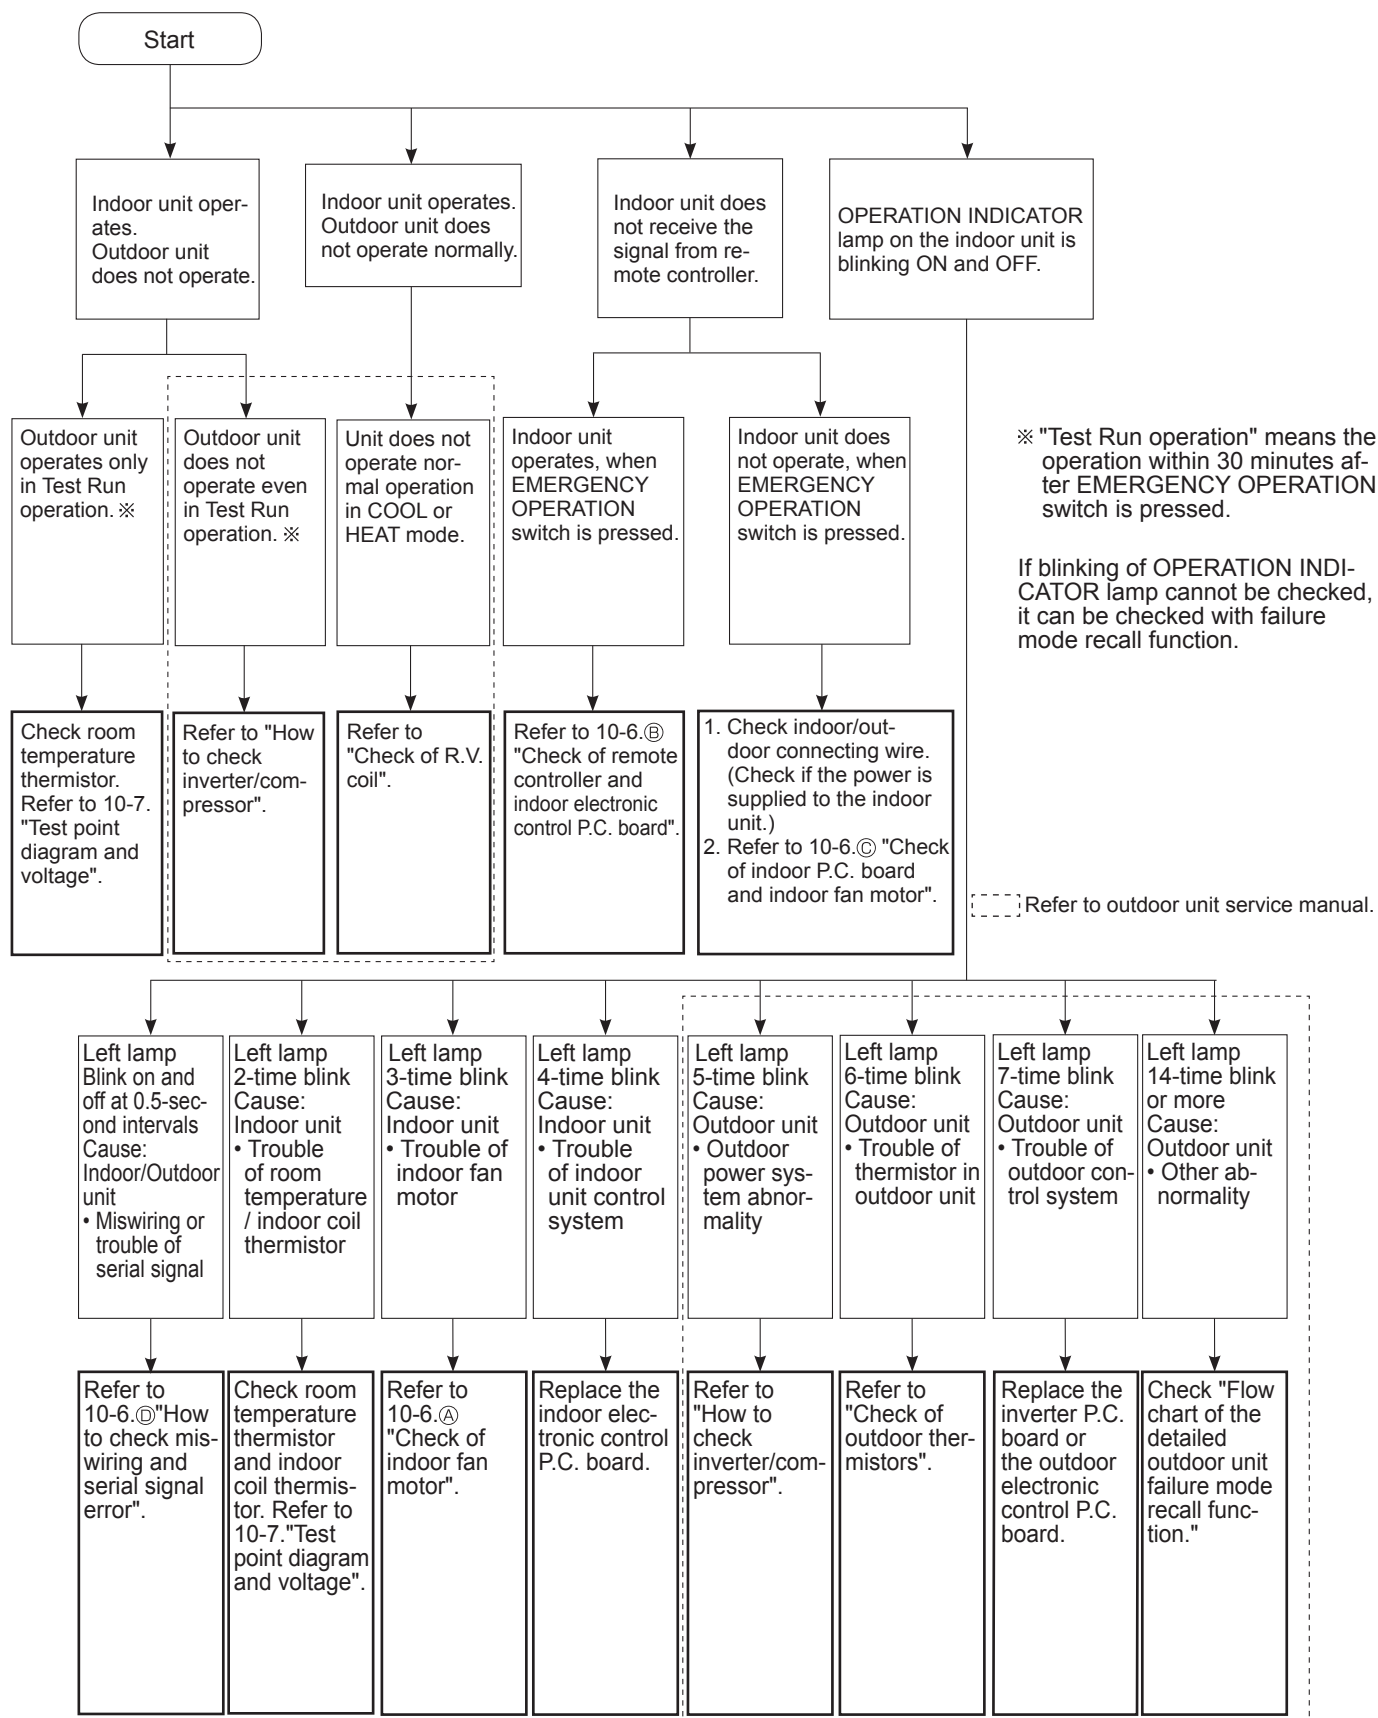 Start
Indoor unit oper-
ates.
Outdoor unit
does not operate.
Indoor unit operates.
Outdoor unit does
not operate normally.
Indoor unit does
not receive the
signal from re-
mote controller.
OPERATION INDICATOR
lamp on the indoor unit is
blinking ON and OFF.
Outdoor unit
operates only
in Test Run
operation. ※
Outdoor unit
does not
operate even
in Test Run
operation. ※
Unit does not
operate nor-
mal operation
in COOL or
HEAT mode.
Indoor unit
operates, when
EMERGENCY
OPERATION
switch is pressed.
Indoor unit does
not operate, when
EMERGENCY
OPERATION
switch is pressed.
※ "Test Run operation" means the
operation within 30 minutes af-
ter EMERGENCY OPERATION
switch is pressed.
If blinking of OPERATION INDI-
CATOR lamp cannot be checked,
it can be checked with failure
mode recall function.
Check room
temperature
thermistor.
Refer to 10-7.
"Test point
diagram and
voltage".
Refer to "How
to check
inverter/com-
pressor".
Refer to
"Check of R.V.
coil".
Refer to 10-6.Ⓑ
"Check of remote
controller and
indoor electronic
control P.C. board".
1. Check indoor/out-
door connecting wire.
(Check if the power is
supplied to the indoor
unit.)
2. Refer to 10-6.Ⓒ "Check
of indoor P.C. board
and indoor fan motor".
Refer to outdoor unit service manual.
Left lamp
Blink on and
off at 0.5-sec-
ond intervals
Cause:
Indoor/Outdoor
unit
• Miswiring or
trouble of
serial signal
Left lamp
2-time blink
Cause:
Indoor unit
• Trouble
of room
temperature
/ indoor coil
thermistor
Left lamp
3-time blink
Cause:
Indoor unit
• Trouble of
indoor fan
motor
Left lamp
4-time blink
Cause:
Indoor unit
• Trouble
of indoor
unit control
system
Left lamp
5-time blink
Cause:
Outdoor unit
• Outdoor
power sys-
tem abnor-
mality
Left lamp
6-time blink
Cause:
Outdoor unit
• Trouble of
thermistor in
outdoor unit
Left lamp
7-time blink
Cause:
Outdoor unit
• Trouble of
outdoor con-
trol system
Left lamp
14-time blink
or more
Cause:
Outdoor unit
• Other ab-
normality
Refer to
10-6.Ⓓ"How
to check mis-
wiring and
serial signal
error".
Check room
temperature
thermistor
and indoor
coil thermis-
tor. Refer to
10-7."Test
point diagram
and voltage".
Refer to
10-6.Ⓐ
"Check of
indoor fan
motor".
Replace the
indoor elec-
tronic control
P.C. board.
Refer to
"How to
check
inverter/com-
pressor".
Refer to
"Check of
outdoor ther-
mistors".
Replace the
inverter P.C.
board or
the outdoor
electronic
control P.C.
board.
Check "Flow
chart of the
detailed
outdoor unit
failure mode
recall func-
tion."